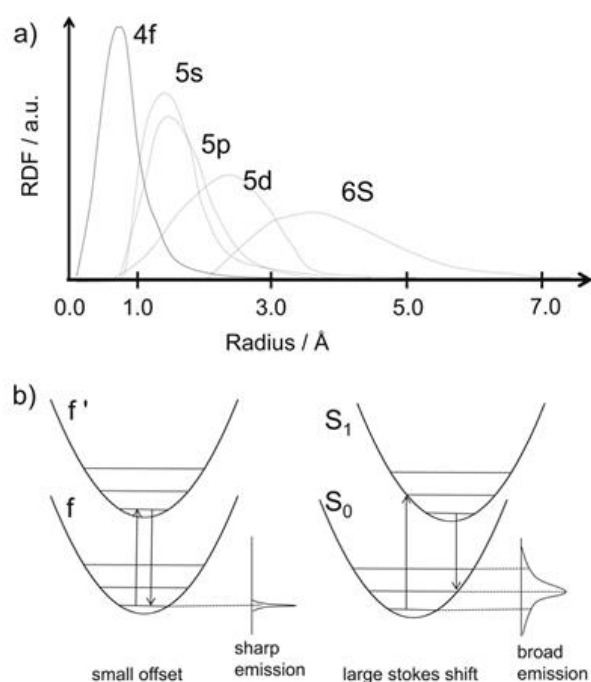 a)
4f
5s
5p
5d
6S
RDF / a.u.
0.0 1.0 3.0 5.0 7.0
Radius / Å
b)
f '
f
S1
S0
sharp
emission
small offset
broad
emission
large stokes shift